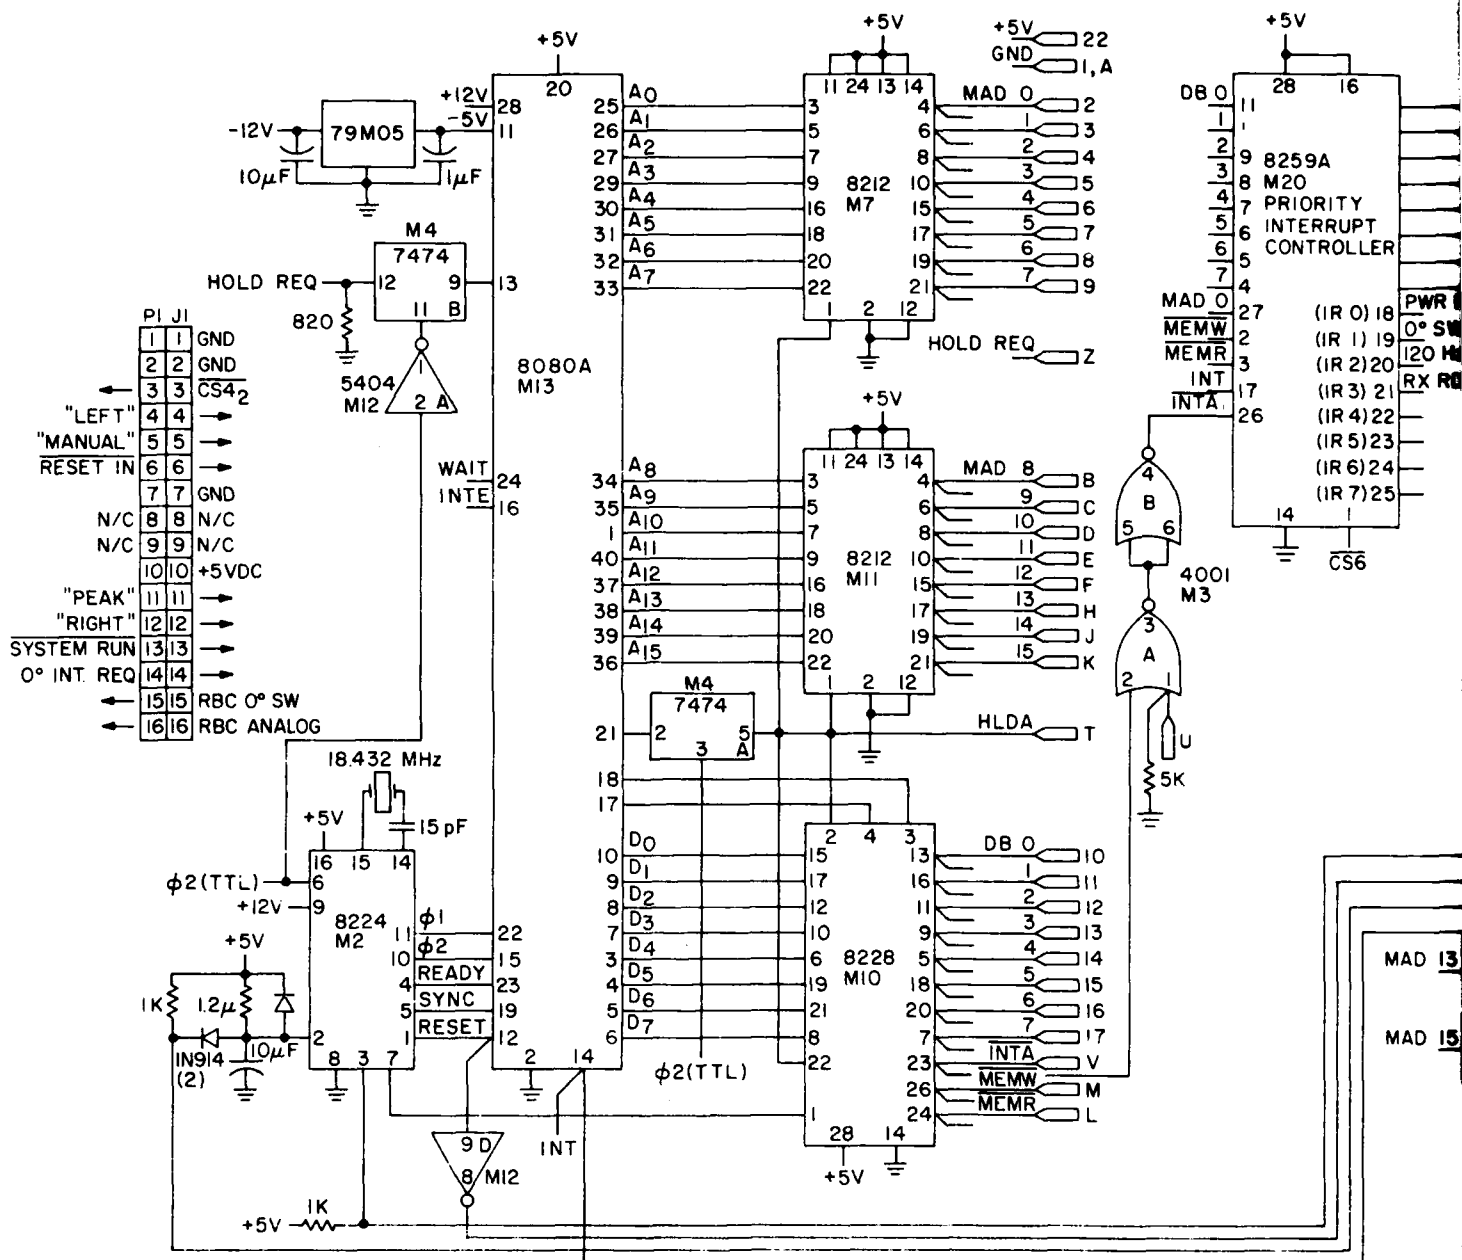 +5V
+5V
+5V
+5V 22
GND 1,A
20
+12V 28
-5V 11
-12V 79M05
10µF
1µF
M4
7474
HOLD REQ 12 9 13
11 B
820
1
5404
M12
2 A
8080A
M13
WAIT 24
INTE 16
P1 J1
1 1 GND
2 2 GND
3 3 CS4₂
"LEFT" 4 4
"MANUAL" 5 5
RESET IN 6 6
7 7 GND
N/C 8 8 N/C
N/C 9 9 N/C
10 10 +5VDC
"PEAK" 11 11
"RIGHT" 12 12
SYSTEM RUN 13 13
0° INT. REQ 14 14
15 15 RBC 0° SW
16 16 RBC ANALOG
25 A0 3
26 A1 5
27 A2 7
29 A3 9
30 A4 16
31 A5 18
32 A6 20
33 A7 22
11 24 13 14
8212
M7
1 2 12
4 MAD 0 2
6 1 3
8 2 4
10 3 5
15 4 6
17 5 7
19 6 8
21 7 9
HOLD REQ Z
+5V
34 A8 3
35 A9 5
1 A10 7
40 A11 9
37 A12 16
38 A13 18
39 A14 20
36 A15 22
11 24 13 14
8212
M11
1 2 12
4 MAD 8 B
6 9 C
8 10 D
10 11 E
15 12 F
17 13 H
19 14 J
21 15 K
M4
7474
21 2 5
3 A
HLDA T
18
17
φ2(TTL)
10 D0 15
9 D1 17
8 D2 12
7 D3 10
3 D4 6
4 D5 19
5 D6 21
6 D7 8
22
1
2 4 3
8228
M10
28 14
+5V
13 DB 0 10
16 1 11
11 2 12
9 3 13
5 4 14
18 5 15
20 6 16
7 7 17
23 INTA V
26 MEMW M
24 MEMR L
18.432 MHz
15pF
+5V
16 15 14
φ2(TTL) 6
+12V 9
8224
M2
11 φ1 22
10 φ2 15
4 READY 23
5 SYNC 19
1 RESET 12
2 14
+5V
1K
1.2µ
2
1N914
(2)
10µF
8 3 7
INT
9 D
8 M12
1K
+5V
28 16
DB 0 11
1
2 9
3 8
4 7
5 6
6 5
7 4
MAD 0 27
MEMW 2
MEMR 3
INT 17
INTA 26
8259A
M20
PRIORITY
INTERRUPT
CONTROLLER
(IR 0) 18 PWR
(IR 1) 19 0° SW
(IR 2) 20 120
(IR 3) 21 RX
(IR 4) 22
(IR 5) 23
(IR 6) 24
(IR 7) 25
14 1
CS6
4
B
5 6
4001
M3
3
A
2 1
U
5K
MAD 13
MAD 15